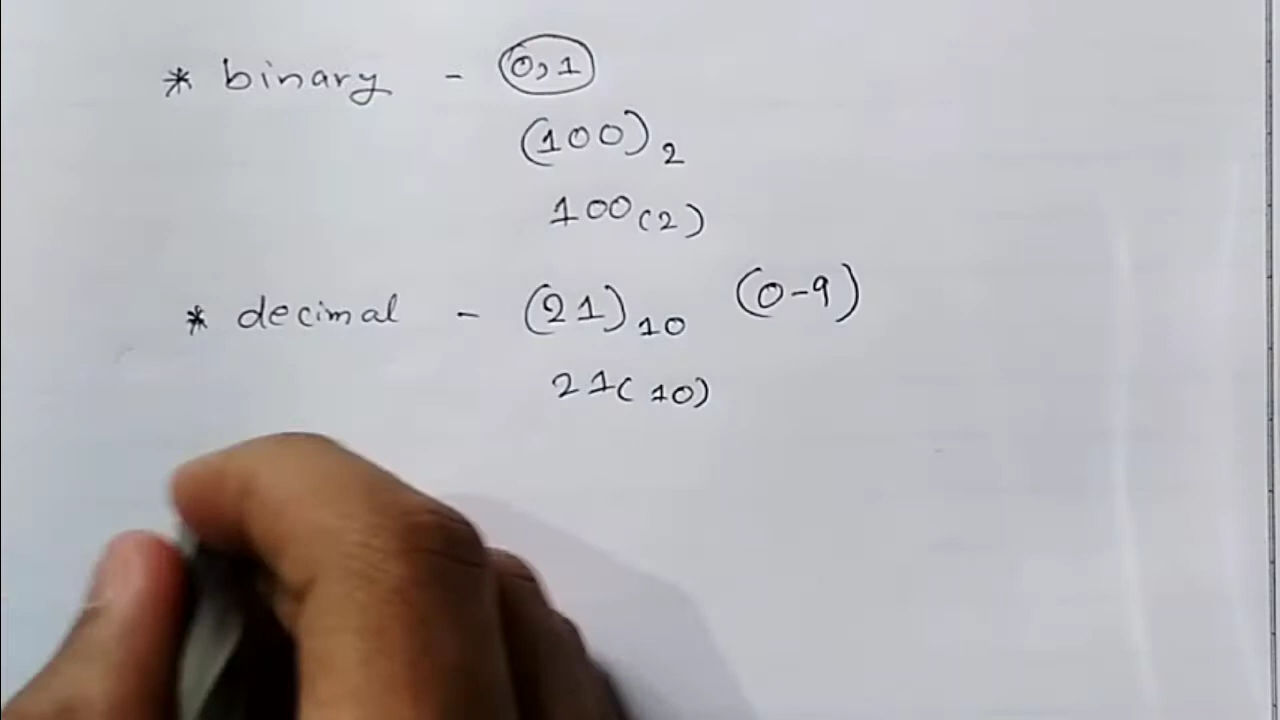 * binary - 0,1
(100)₂
100(2)
* decimal - (21)₁₀ (0-9)
21(10)